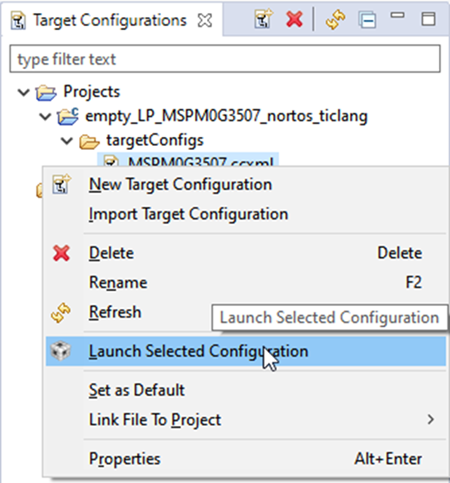 Target Configurations
type filter text
Projects
empty_LP_MSPM0G3507_nortos_ticlang
targetConfigs
MSPM0G3507.ccxml
New Target Configuration
Import Target Configuration
Delete Delete
Rename F2
Refresh
Launch Selected Configuration
Launch Selected Configuration
Set as Default
Link File To Project
Properties Alt+Enter